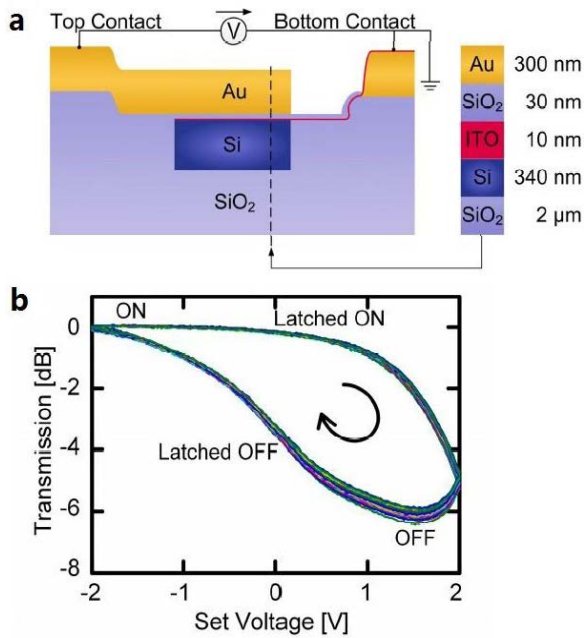 a
Top Contact
V
Bottom Contact
Au
Si
SiO₂
Au 300 nm
SiO₂ 30 nm
ITO 10 nm
Si 340 nm
SiO₂ 2 µm
b
ON
Latched ON
Latched OFF
OFF
Transmission [dB]
0
-2
-4
-6
-8
-2 -1 0 1 2
Set Voltage [V]